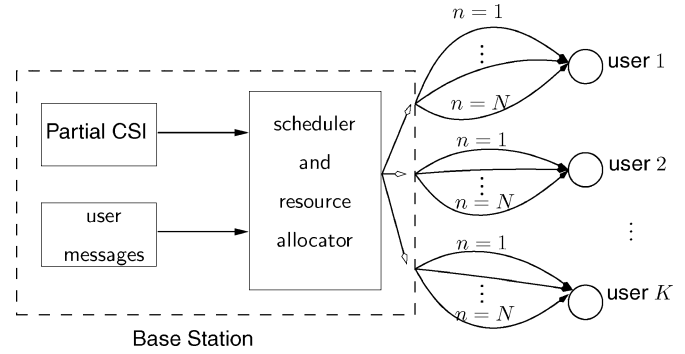 n = 1
⋮
n = N
user 1
Partial CSI
scheduler
and
resource
allocator
user
messages
n = 1
⋮
n = N
user 2
⋮
n = 1
⋮
n = N
user K
Base Station